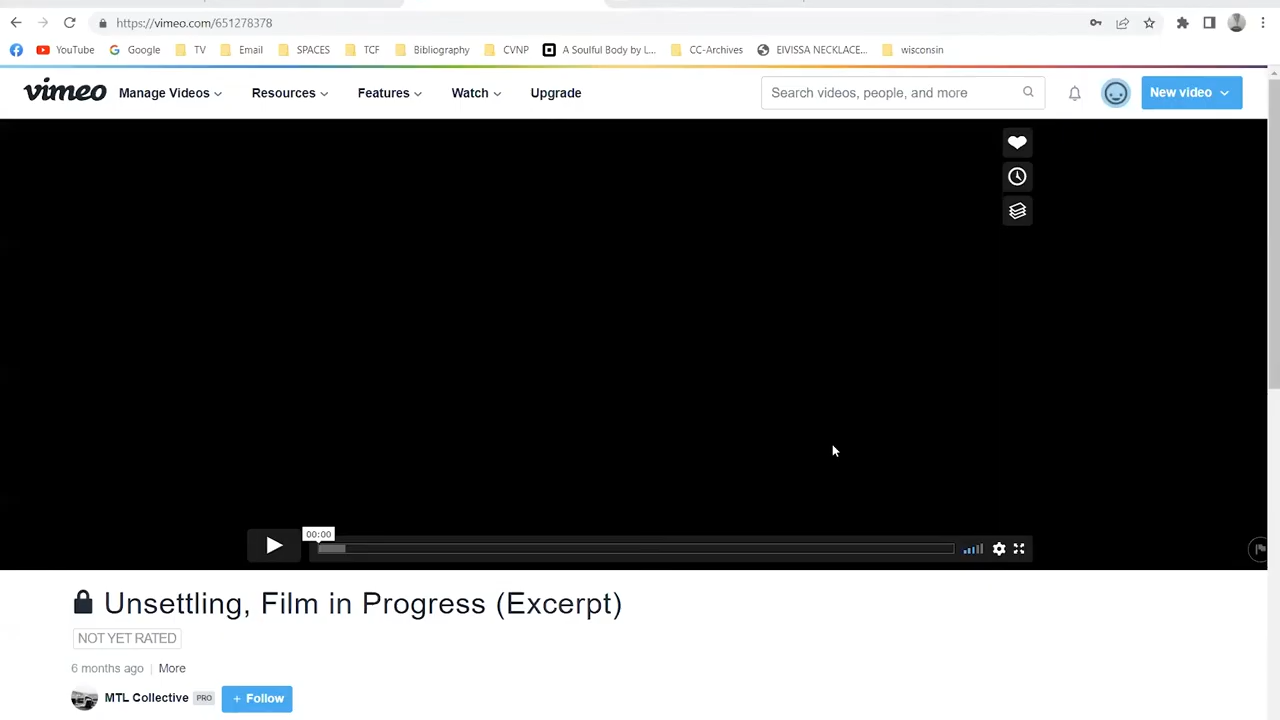 https://vimeo.com/651278378
YouTube Google TV Email SPACES TCF Bibliography CVNP A Soulful Body by L... CC-Archives EIVISSA NECKLACE... wisconsin
vimeo Manage Videos Resources Features Watch Upgrade Search videos, people, and more New video
00:00
Unsettling, Film in Progress (Excerpt)
NOT YET RATED
6 months ago | More
MTL Collective PRO + Follow